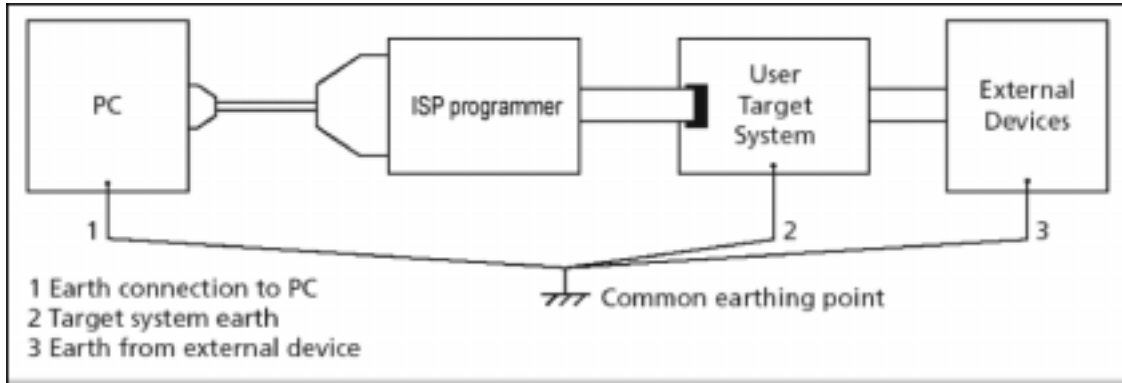 PC
ISP programmer
User
Target
System
External
Devices
1
2
3
1 Earth connection to PC
2 Target system earth
3 Earth from external device
Common earthing point